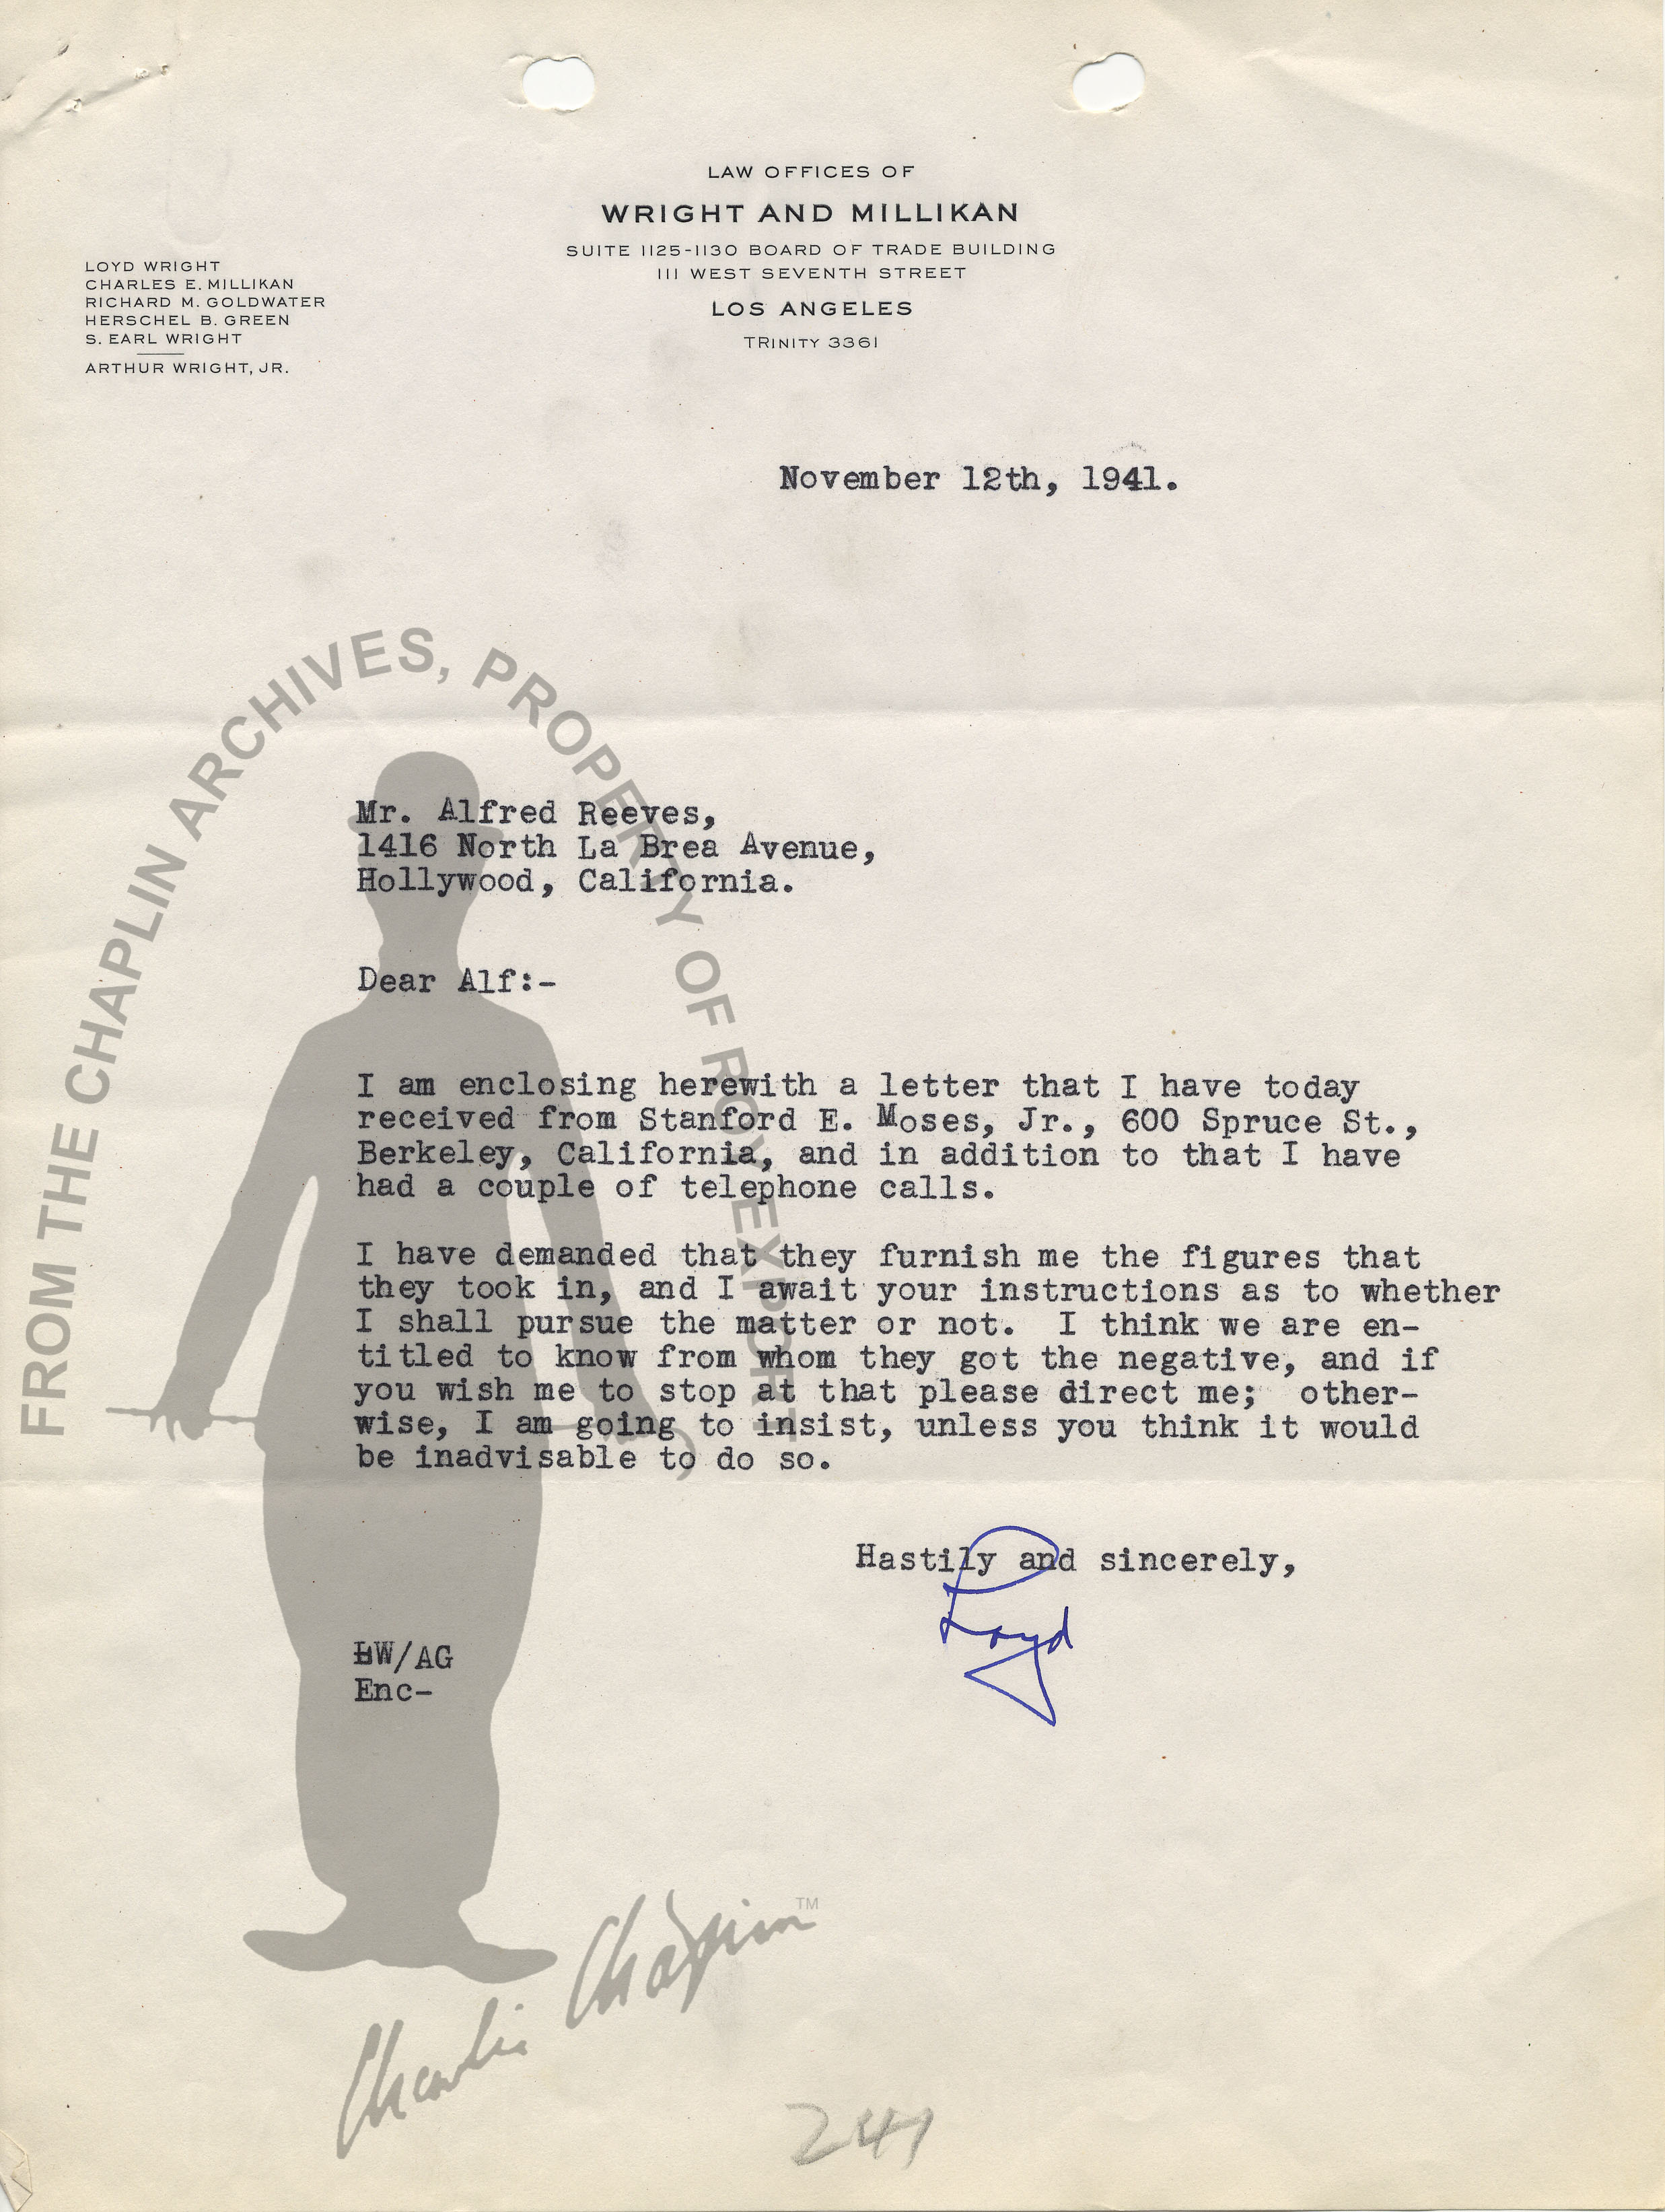 LAW OFFICES OF
WRIGHT AND MILLIKAN
SUITE 1125-1130 BOARD OF TRADE BUILDING
111 WEST SEVENTH STREET
LOS ANGELES
TRINITY 3361
LOYD WRIGHT
CHARLES E. MILLIKAN
RICHARD M. GOLDWATER
HERSCHEL B. GREEN
S. EARL WRIGHT
ARTHUR WRIGHT, JR.
November 12th, 1941.
FROM THE CHAPLIN ARCHIVES, PROPERTY OF ROY EXPORT
Mr. Alfred Reeves,
1416 North La Brea Avenue,
Hollywood, California.
Dear Alf:-
I am enclosing herewith a letter that I have today
received from Stanford E. Moses, Jr., 600 Spruce St.,
Berkeley, California, and in addition to that I have
had a couple of telephone calls.
I have demanded that they furnish me the figures that
they took in, and I await your instructions as to whether
I shall pursue the matter or not.  I think we are en-
titled to know from whom they got the negative, and if
you wish me to stop at that please direct me;  other-
wise, I am going to insist, unless you think it would
be inadvisable to do so.
Hastily and sincerely,
Loyd
LW/AG
Enc-
Charlie Chaplin TM
241